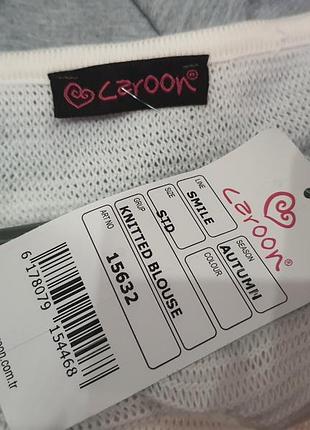 caroon®
caroon®
LINE
SMILE
SEASON
AUTUMN
SIZE
STD
COLOUR
GRUP
KNITTED BLOUSE
ART NO
15632
6 178079 154468
oon.com.tr